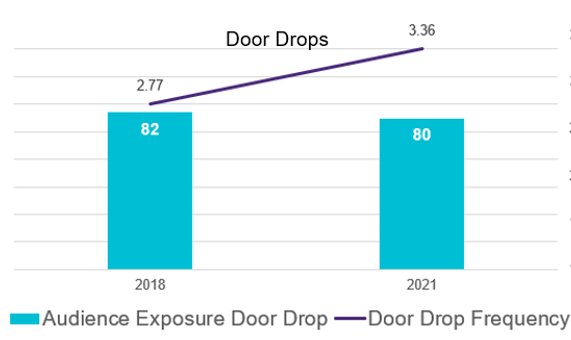 Door Drops
3.36
2.77
82
80
2018
2021
Audience Exposure Door Drop
Door Drop Frequency